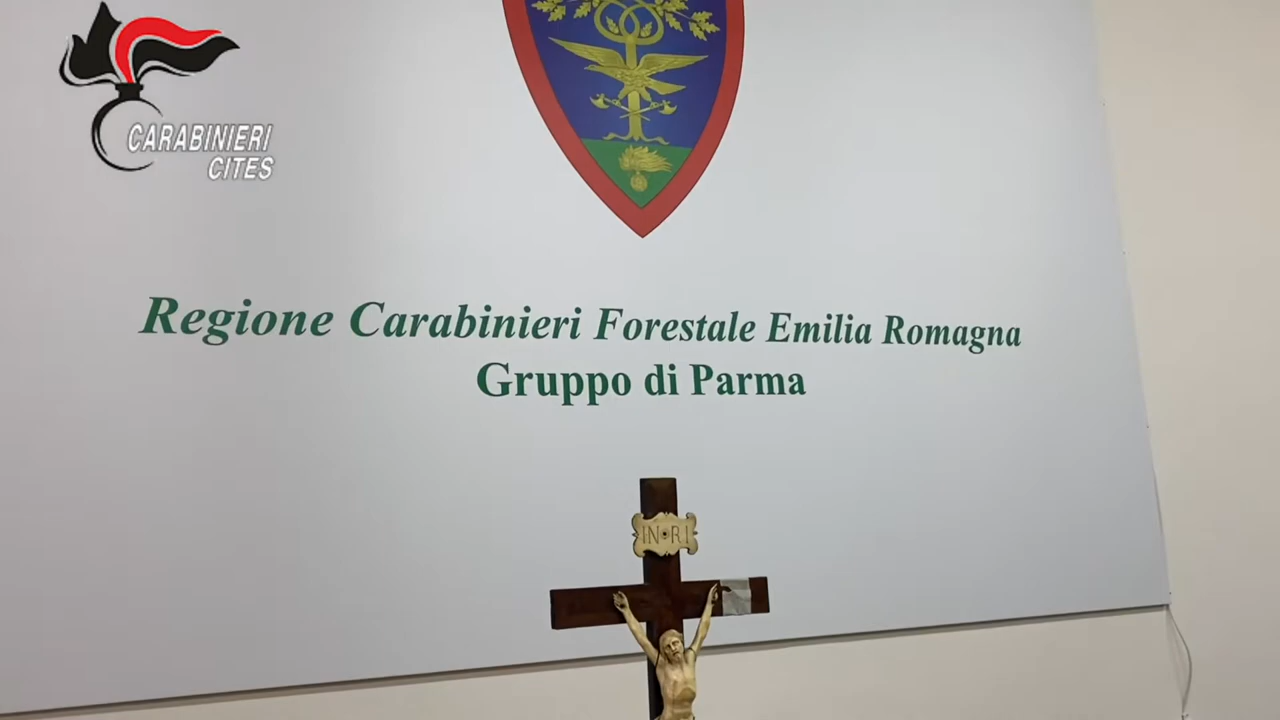 CARABINIERI
CITES
Regione Carabinieri Forestale Emilia Romagna
Gruppo di Parma
IN RI